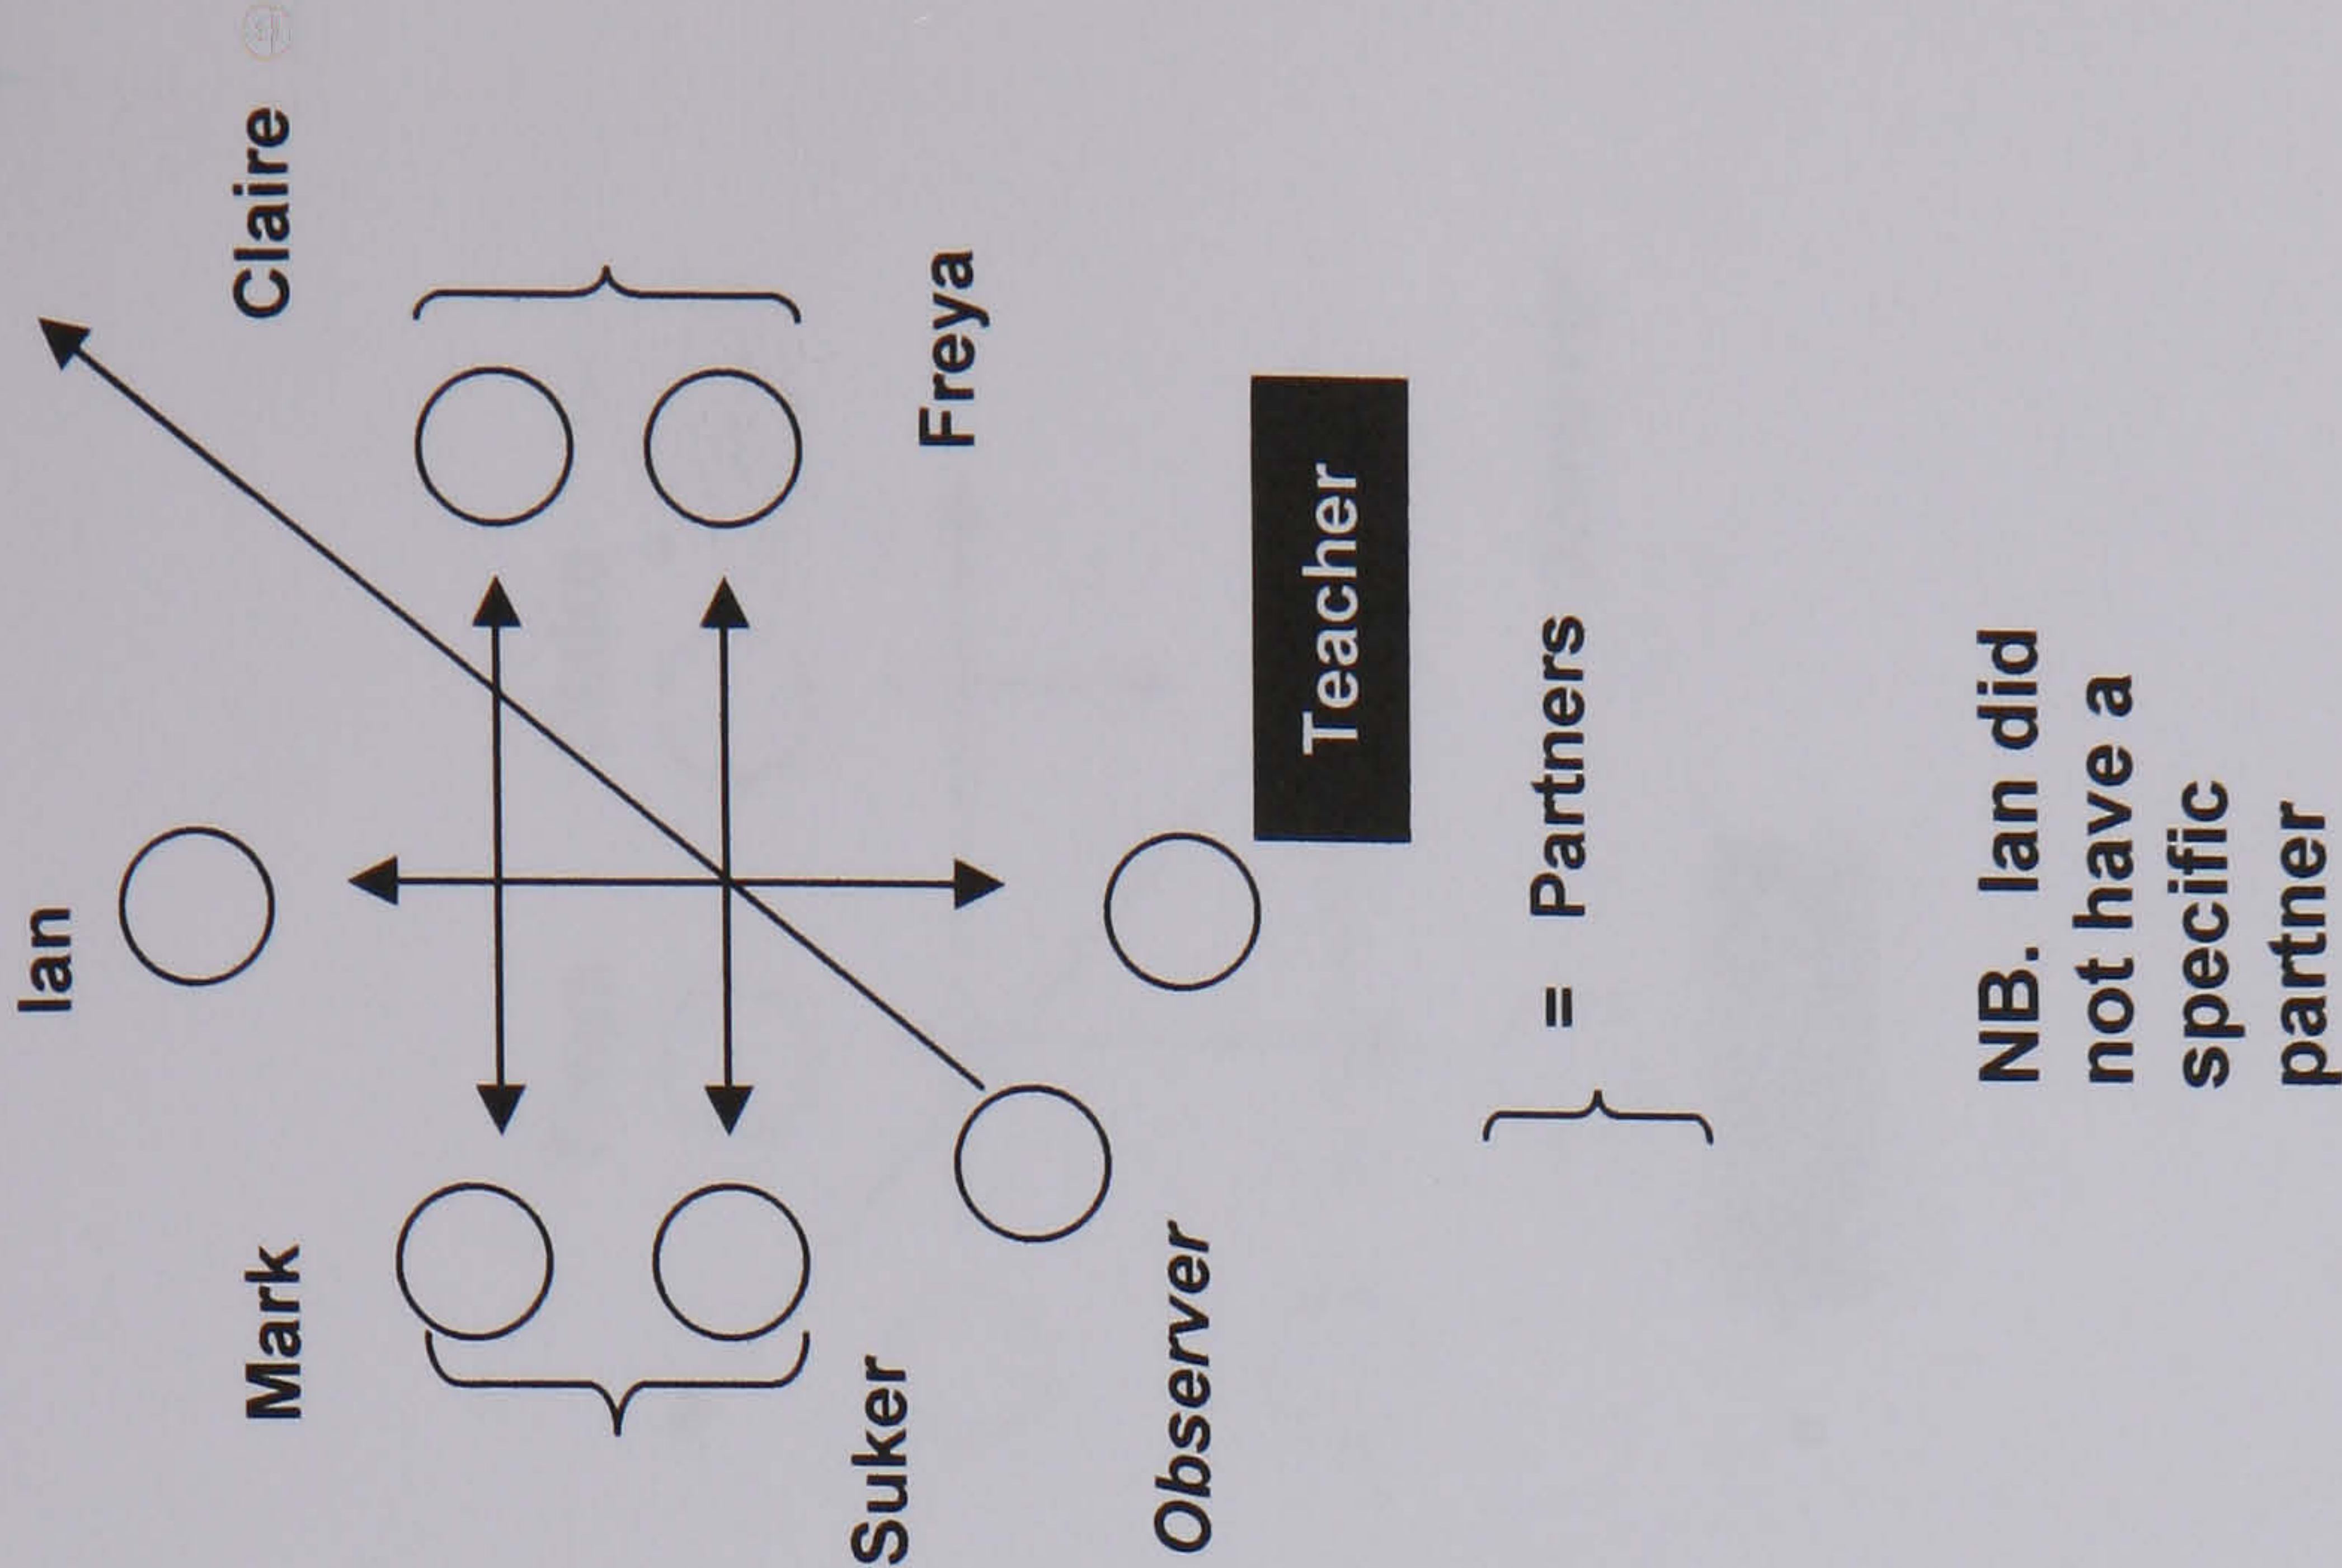 Ian
Claire
Mark
Freya
Suker
Observer
Teacher
= Partners
NB. Ian did
not have a
specific
partner